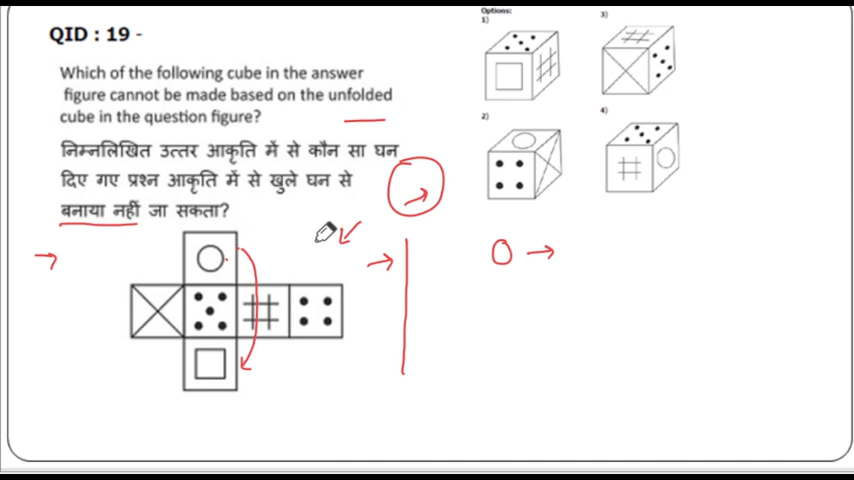 QID : 19 -
Which of the following cube in the answer
figure cannot be made based on the unfolded
cube in the question figure?
निम्नलिखित उत्तर आकृति में से कौन सा घन
दिए गए प्रश्न आकृति में से खुले घन से
बनाया नहीं जा सकता?
Options:
1)
3)
2)
4)